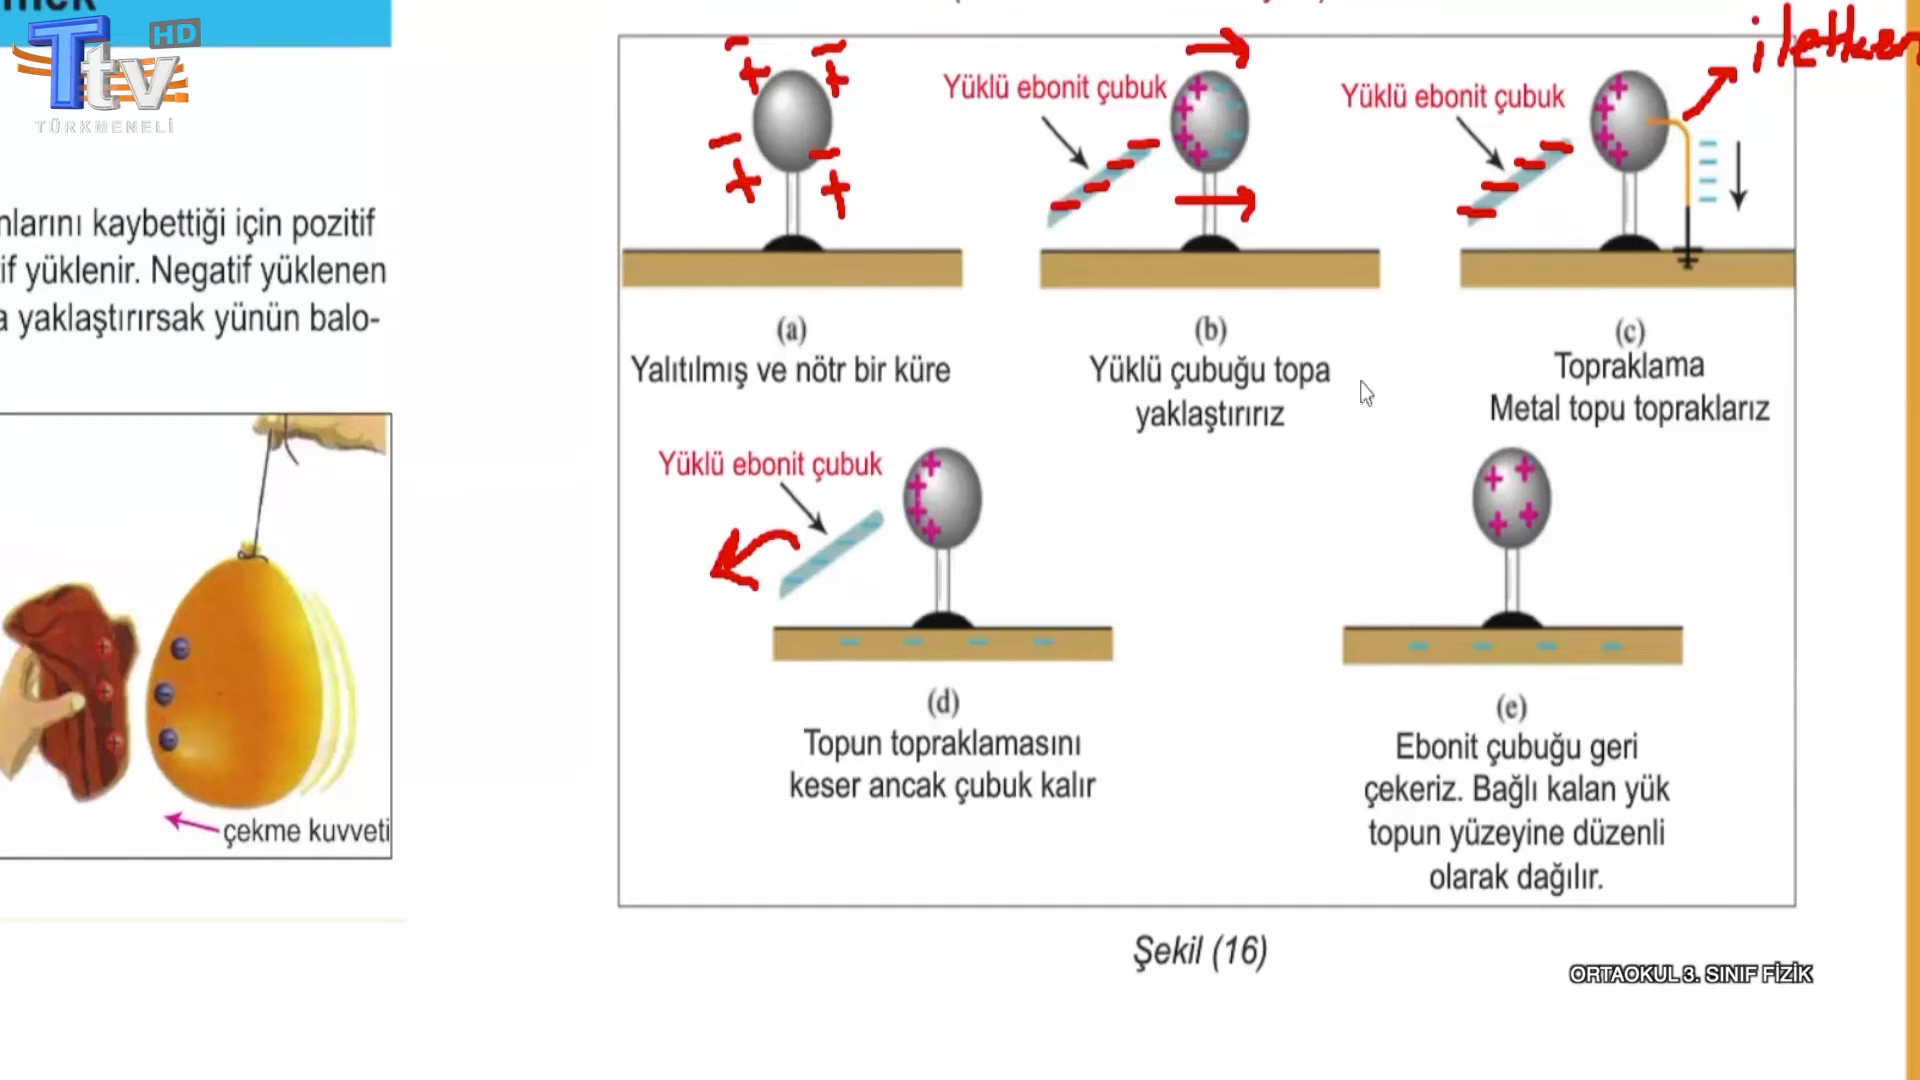 Ttv HD
TÜRKMENELİ
nlarını kaybettiği için pozitif
if yüklenir. Negatif yüklenen
a yaklaştırırsak yünün balo-
çekme kuvveti
iletken
Yüklü ebonit çubuk
Yüklü ebonit çubuk
(a)
Yalıtılmış ve nötr bir küre
(b)
Yüklü çubuğu topa
yaklaştırırız
(c)
Topraklama
Metal topu topraklarız
Yüklü ebonit çubuk
(d)
Topun topraklamasını
keser ancak çubuk kalır
(e)
Ebonit çubuğu geri
çekeriz. Bağlı kalan yük
topun yüzeyine düzenli
olarak dağılır.
Şekil (16)
ORTAOKUL 3. SINIF FİZİK